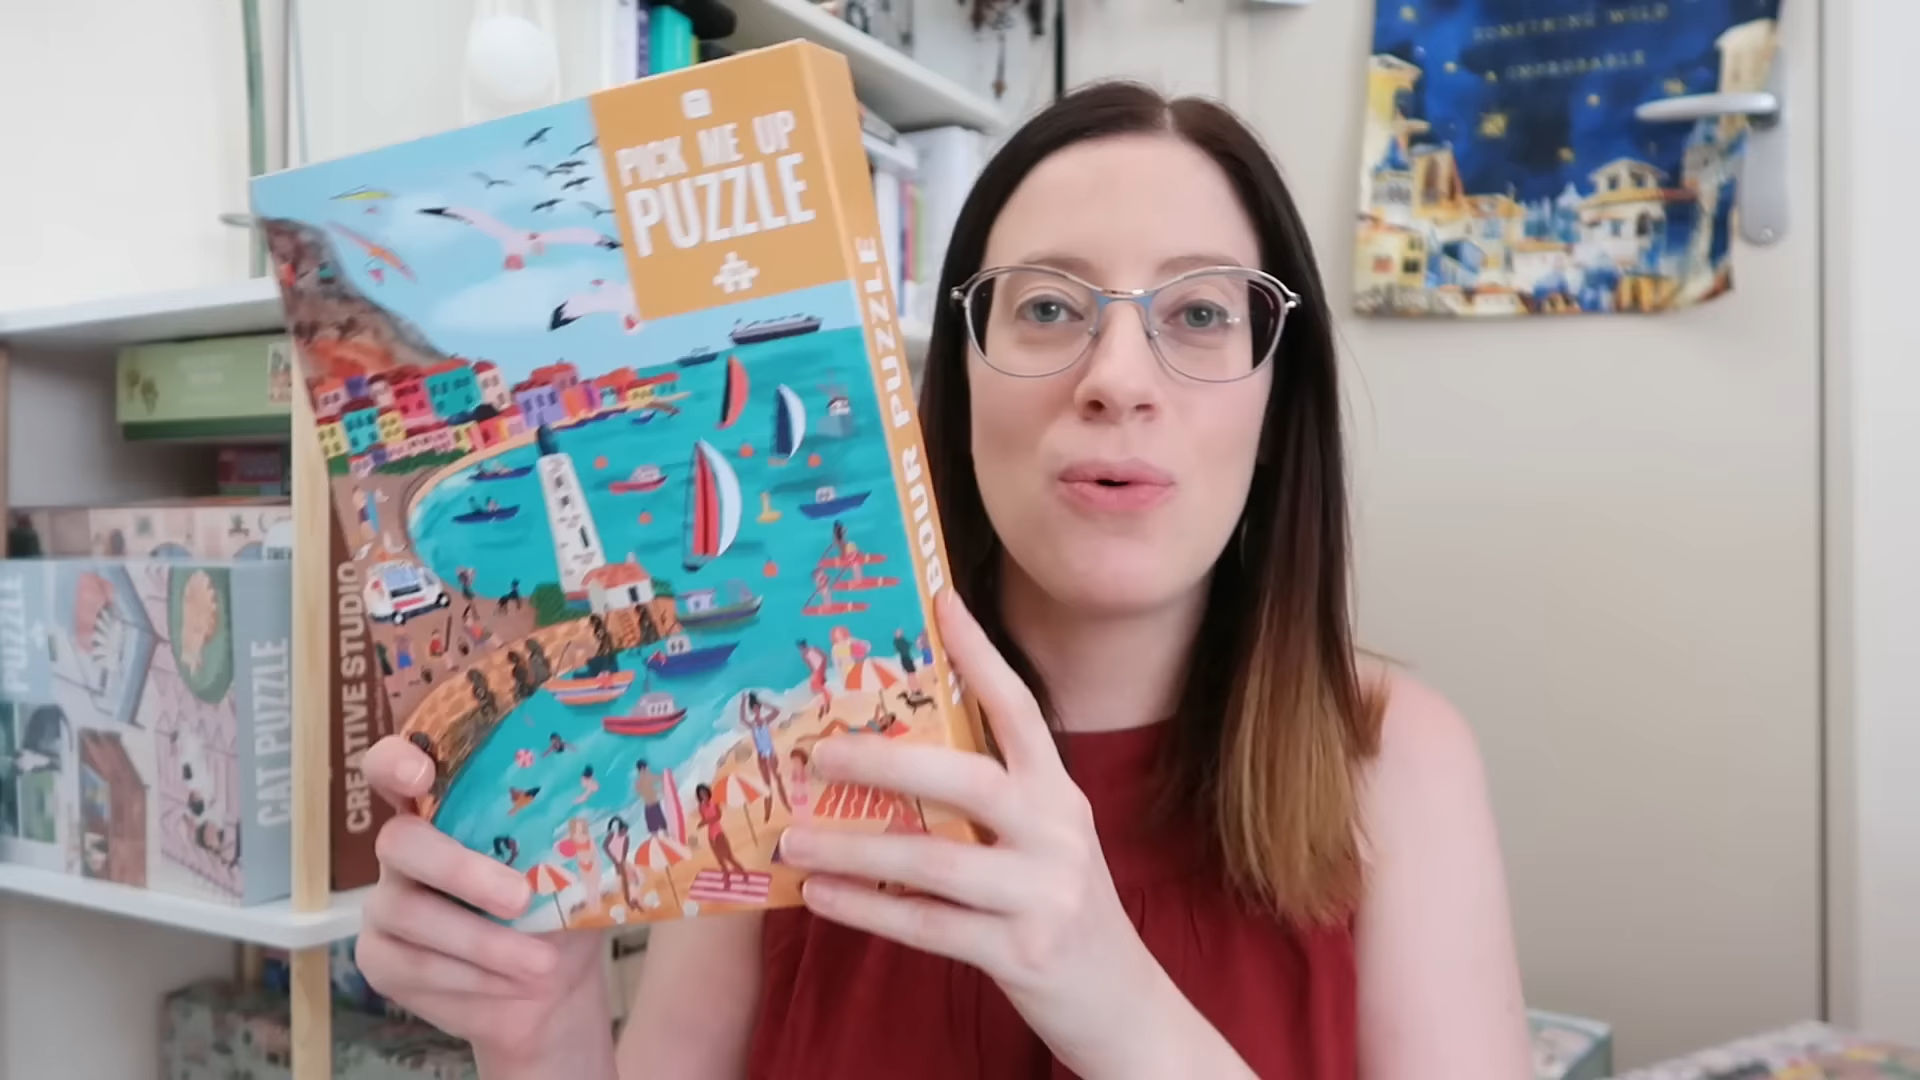 SOMETHING WILD
IMPROBABLE
PICK ME UP
PUZZLE
BOUR PUZZLE
CREATIVE STUDIO
CAT PUZZLE
PUZZLE